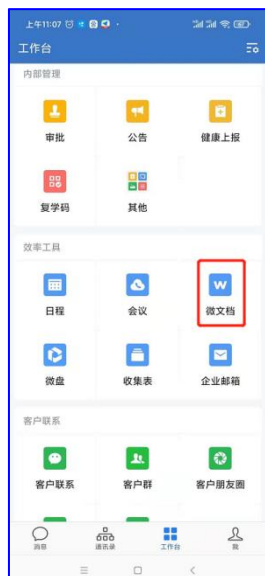 上午11:07
工作台
内部管理
审批 公告 健康上报
复学码 其他
效率工具
W
日程 会议 微文档
微盘 收集表 企业邮箱
客户联系
客户联系 客户群 客户朋友圈
消息 通讯录 工作台 我